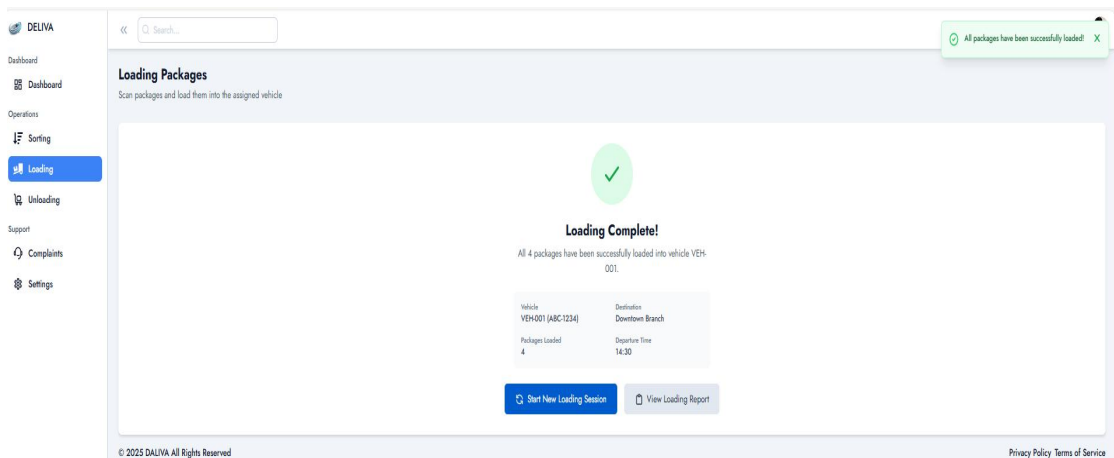 DELIVA
Search...
All packages have been successfully loaded! X
Dashboard
Dashboard
Operations
Sorting
Loading
Unloading
Support
Complaints
Settings
Loading Packages
Scan packages and load them into the assigned vehicle
Loading Complete!
All 4 packages have been successfully loaded into vehicle VEH-
001.
Vehicle
VEH-001 (ABC-1234)
Destination
Downtown Branch
Packages Loaded
4
Departure Time
14:30
Start New Loading Session
View Loading Report
© 2025 DALIVA All Rights Reserved
Privacy Policy Terms of Service